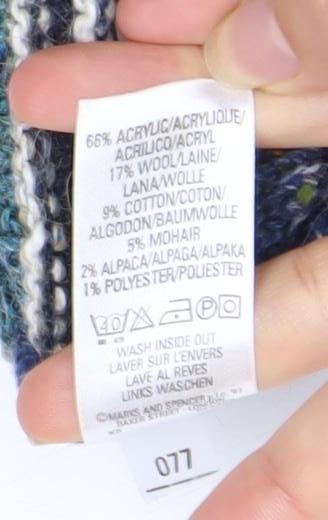 66% ACRYLIC/ACRYLIQUE/
ACRILICO/ACRYL
17% WOOL/LAINE/
LANA/WOLLE
9% COTTON/COTON/
ALGODON/BAUMWOLLE
5% MOHAIR
2% ALPACA/ALPAGA/ALPAKA
1% POLYESTER/POLIESTER
40 P
WASH INSIDE OUT
LAVER SUR L'ENVERS
LAVE AL REVES
LINKS WASCHEN
©MARKS AND SPENCER p.l.c.
BAKER STREET
077